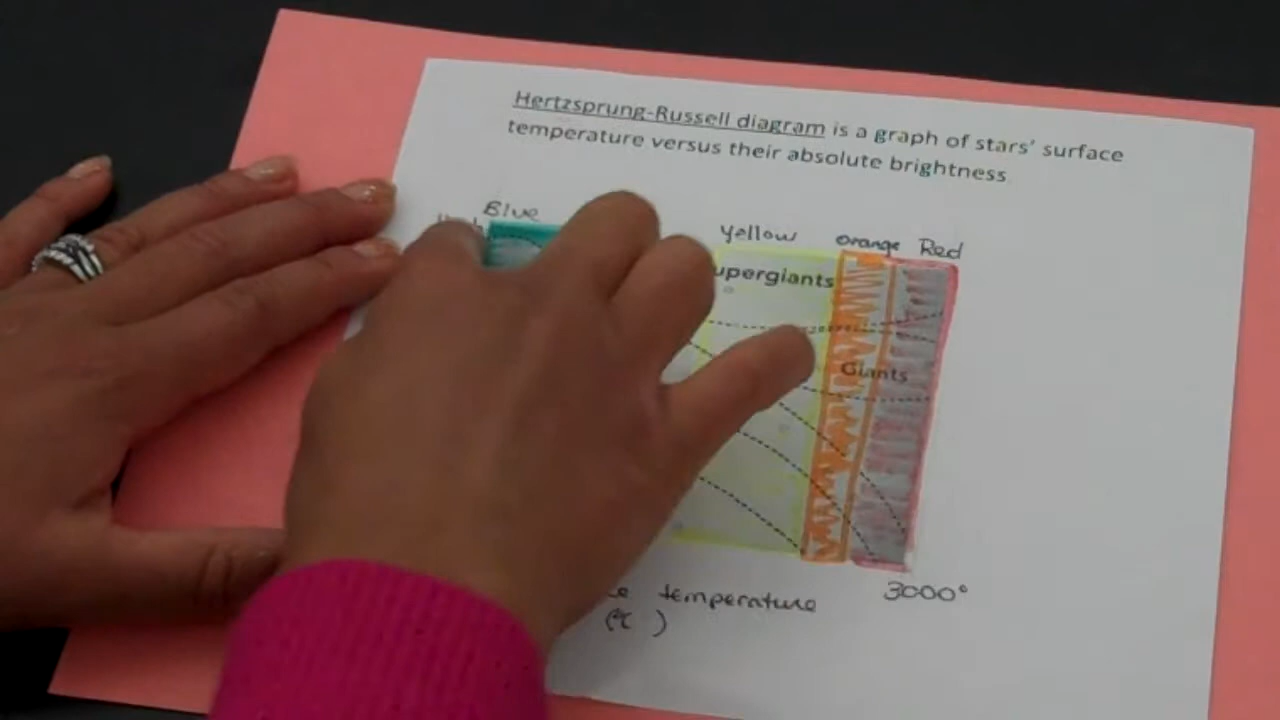 Hertzsprung-Russell diagram is a graph of stars' surface
temperature versus their absolute brightness
Blue Yellow orange Red
upergiants
Giants
temperature 3000°
(°C )